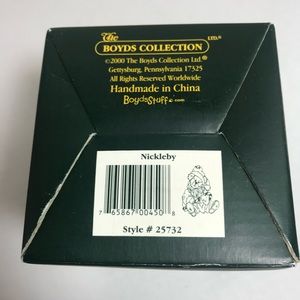 The
BOYDS COLLECTION LTD.®
©2000 The Boyds Collection Ltd.®
Gettysburg, Pennsylvania 17325
All Rights Reserved Worldwide
Handmade in China
BoydsStuff.com
Nickleby
7 65867 00450 8
Style # 25732